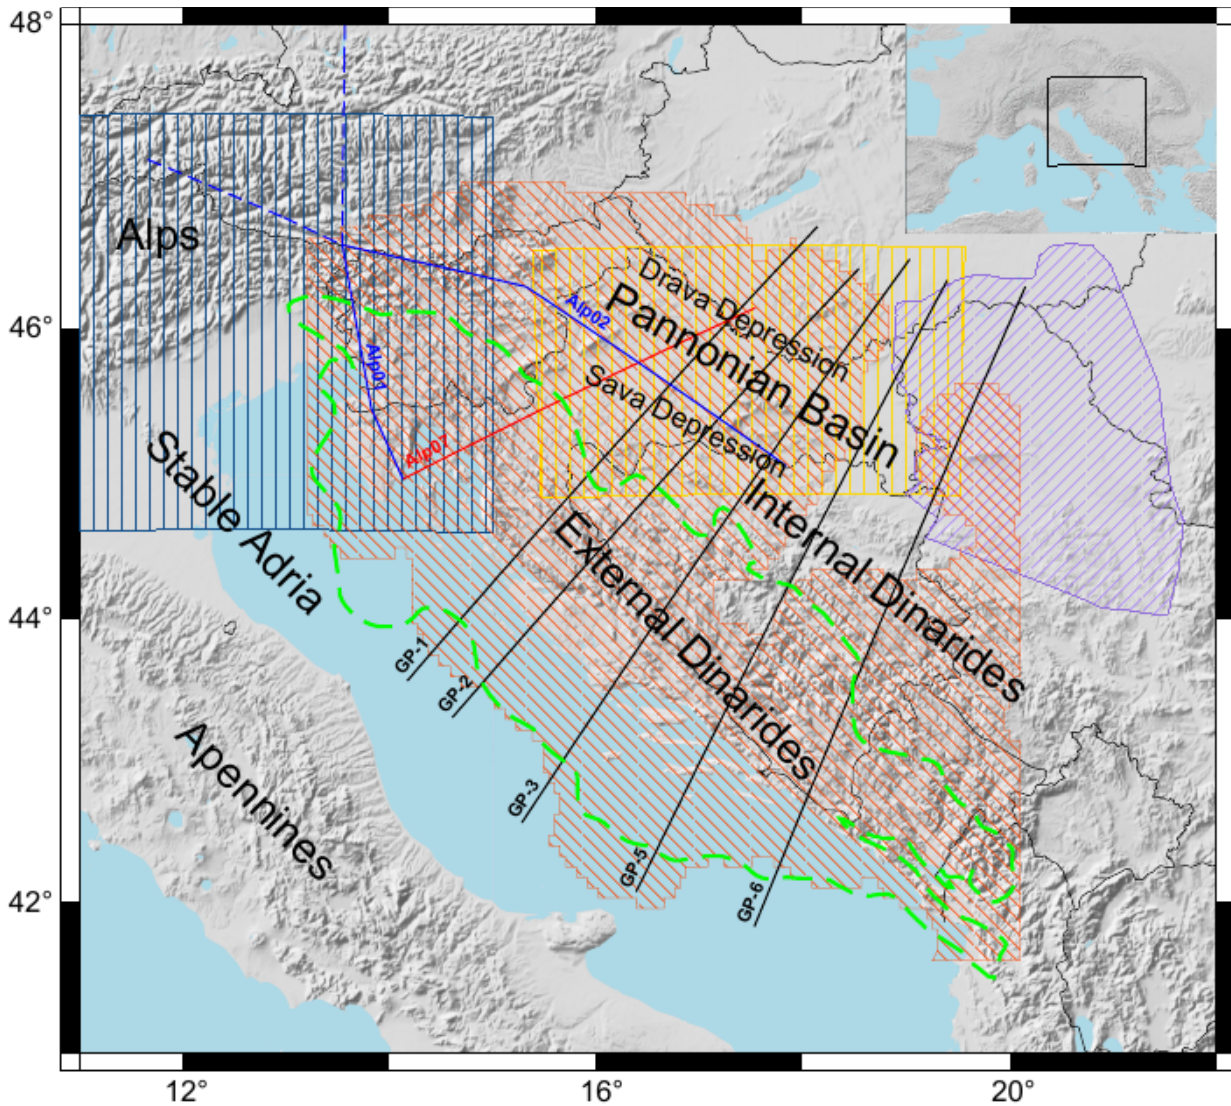 48°
Alps
Drava Depression
Alp02
Pannonian Basin
46°
Alp01
Sava Depression
Alp07
Stable Adria
Internal Dinarides
External Dinarides
44°
GP-1
GP-2
Apennines
GP-3
GP-5
GP-6
42°
12°
16°
20°